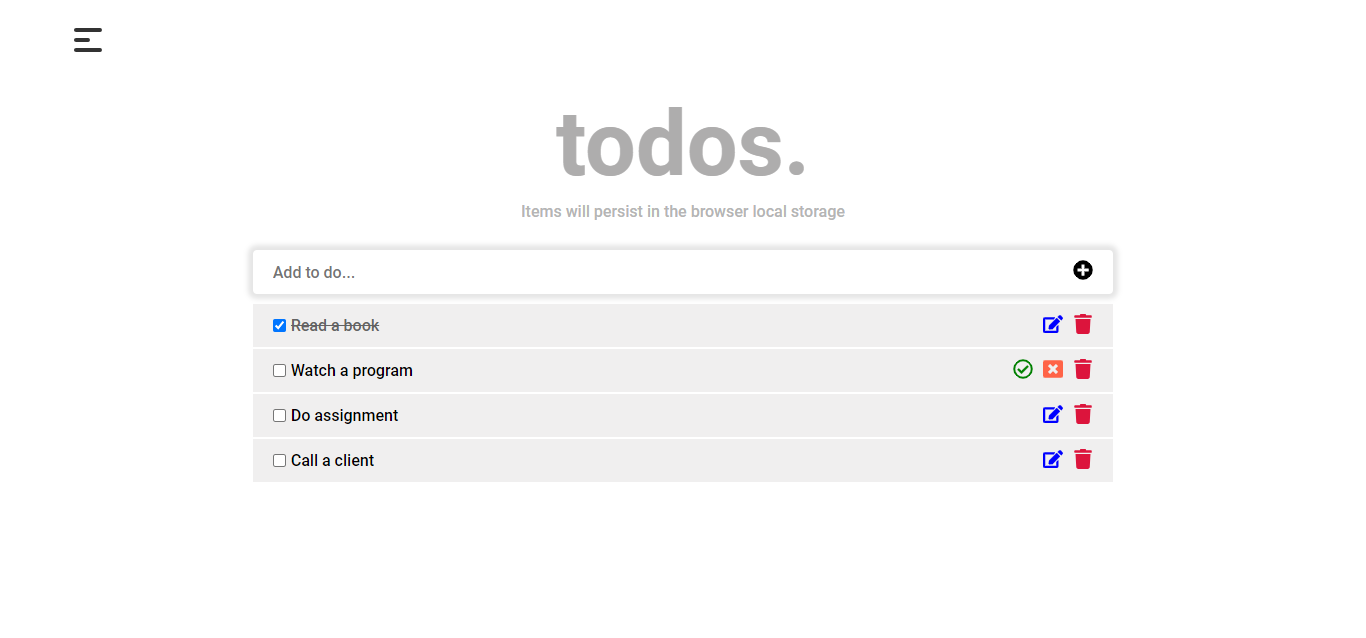 todos.
Items will persist in the browser local storage
Add to do...
Read a book
Watch a program
Do assignment
Call a client